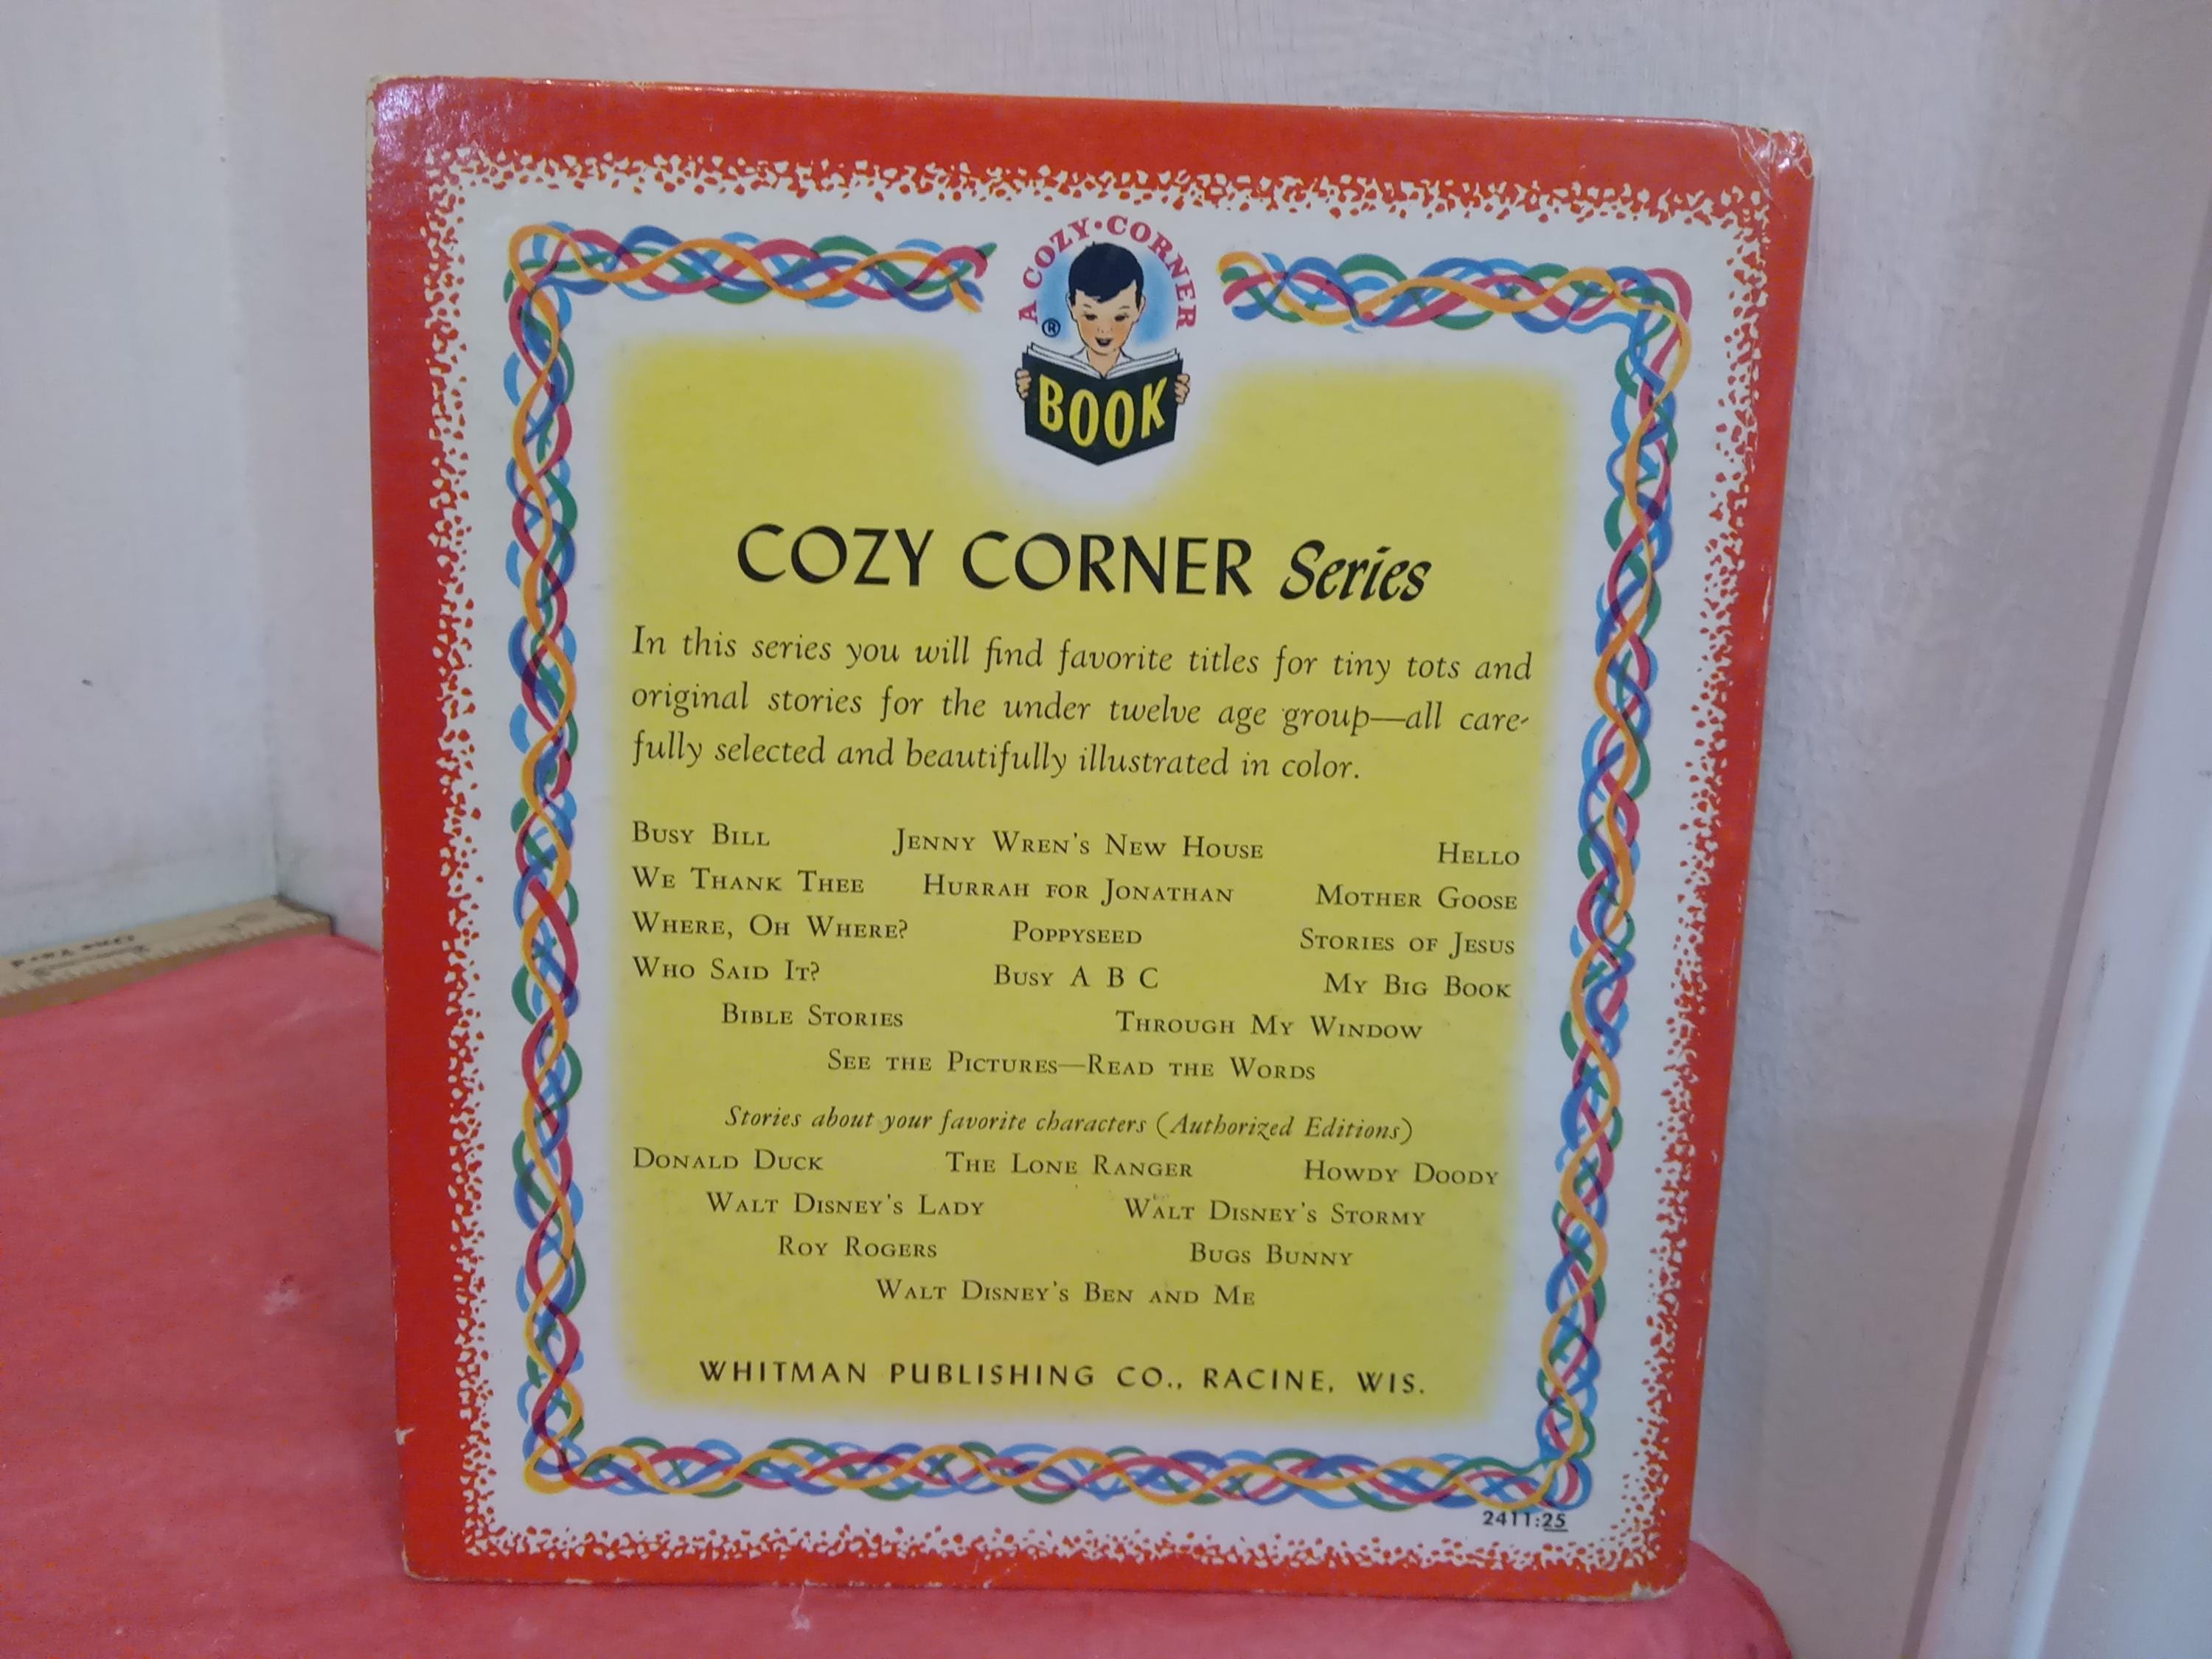 A COZY·CORNER
®
BOOK
COZY CORNER Series
In this series you will find favorite titles for tiny tots and
original stories for the under twelve age group—all care-
fully selected and beautifully illustrated in color.
BUSY BILL JENNY WREN'S NEW HOUSE HELLO
WE THANK THEE HURRAH FOR JONATHAN MOTHER GOOSE
WHERE, OH WHERE? POPPYSEED STORIES OF JESUS
WHO SAID IT? BUSY A B C MY BIG BOOK
BIBLE STORIES THROUGH MY WINDOW
SEE THE PICTURES—READ THE WORDS
Stories about your favorite characters (Authorized Editions)
DONALD DUCK THE LONE RANGER HOWDY DOODY
WALT DISNEY'S LADY WALT DISNEY'S STORMY
ROY ROGERS BUGS BUNNY
WALT DISNEY'S BEN AND ME
WHITMAN PUBLISHING CO., RACINE, WIS.
2411:25